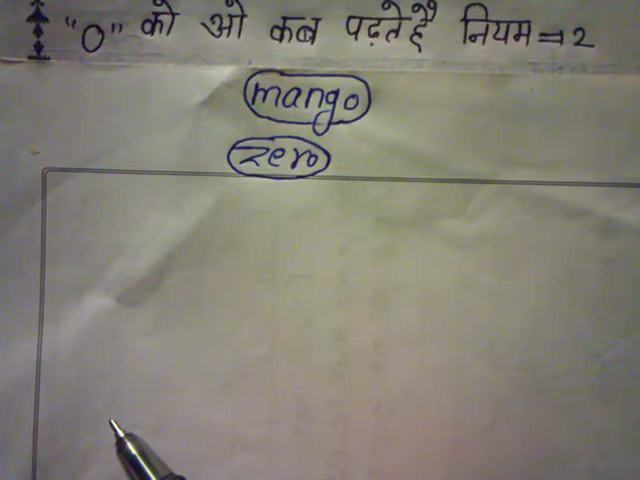 "O" को ओ कब पढ़ते है नियम = 2
mango
zero